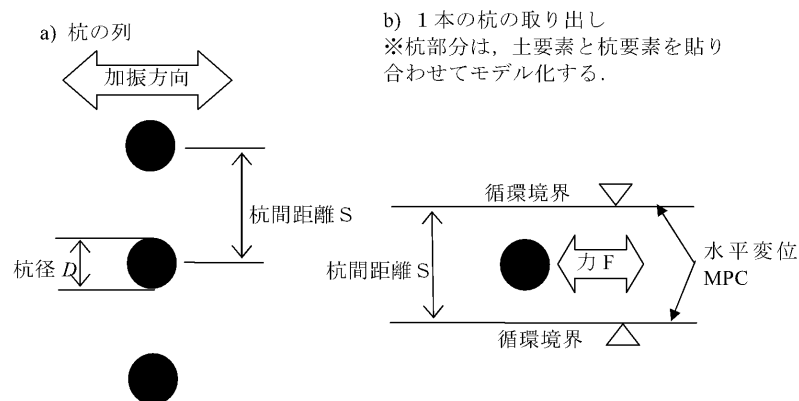 a) 杭の列
加振方向
杭間距離 S
杭径 D
b) １本の杭の取り出し
※杭部分は，土要素と杭要素を貼り
合わせてモデル化する．
循環境界
杭間距離 S
力 F
水平変位
MPC
循環境界